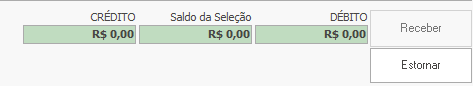 CRÉDITO Saldo da Seleção DÉBITO
R$ 0,00 R$ 0,00 R$ 0,00
Receber
Estornar